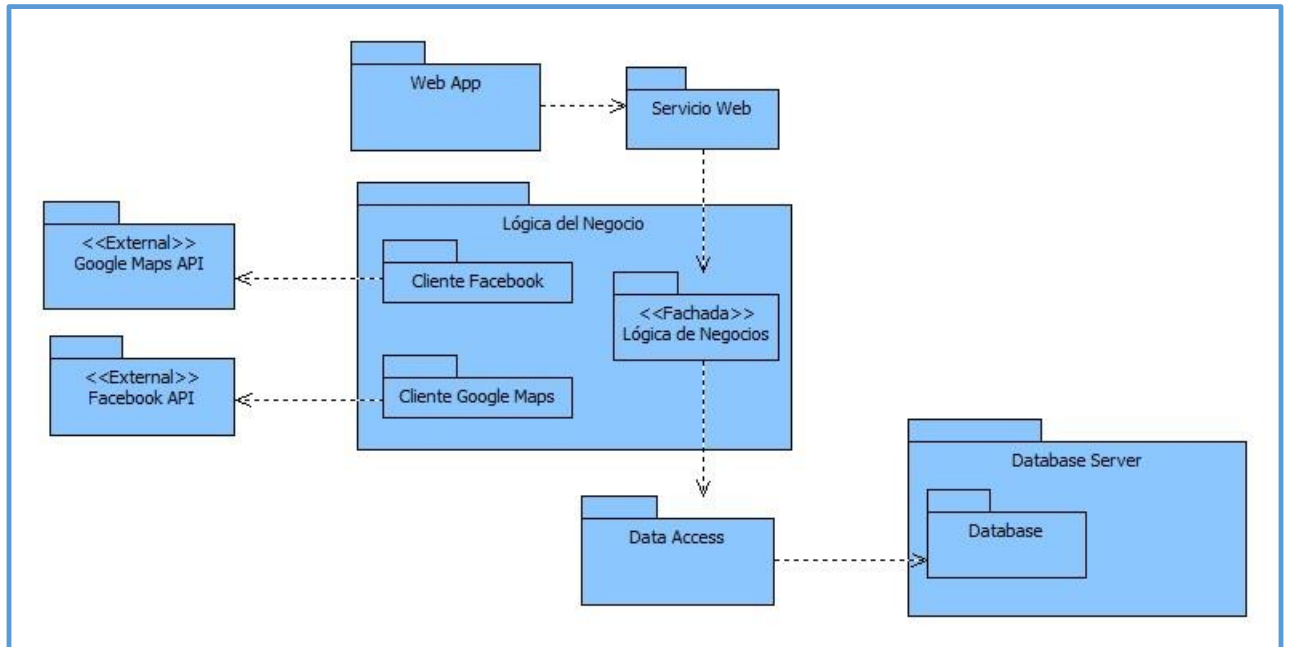 Web App
Servicio Web
Lógica del Negocio
<<External>>
Google Maps API
Cliente Facebook
<<Fachada>>
Lógica de Negocios
<<External>>
Facebook API
Cliente Google Maps
Database Server
Data Access
Database